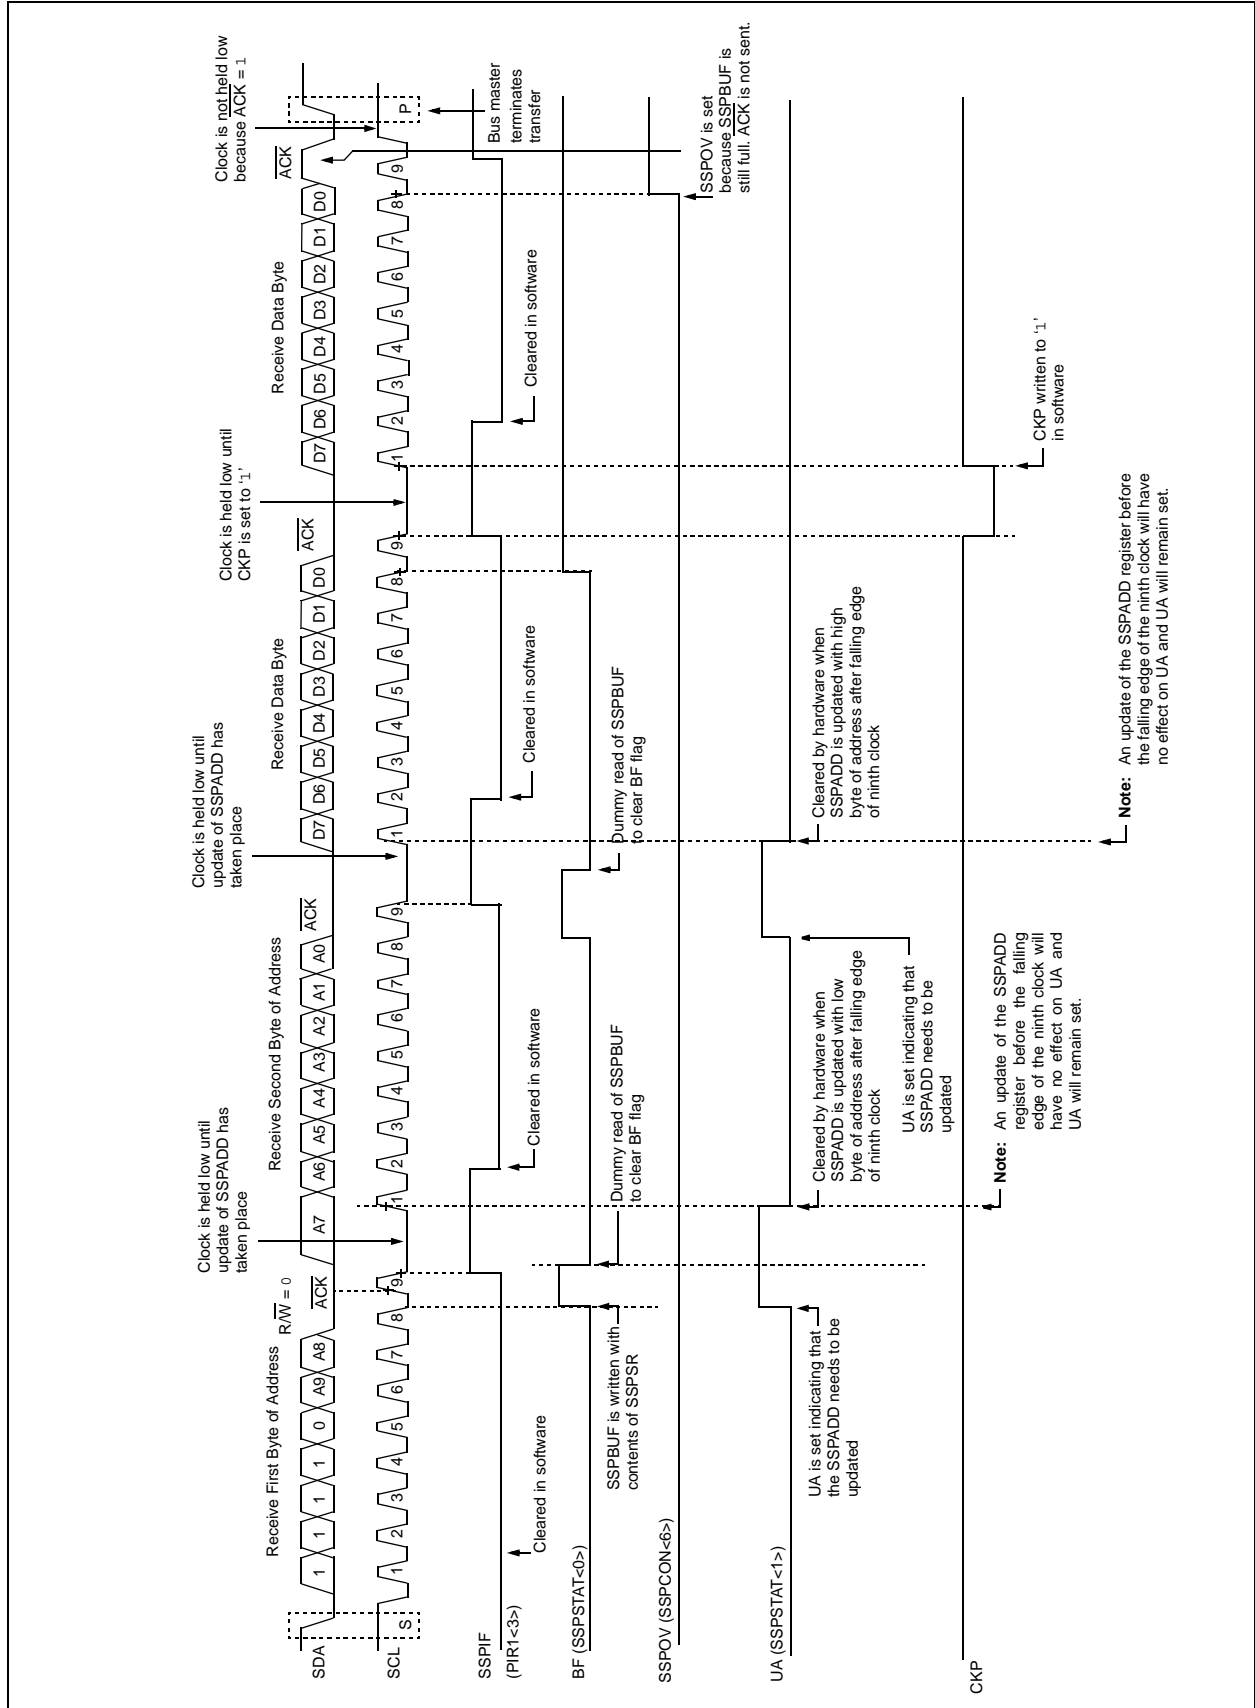 Receive First Byte of Address
R/W = 0
ACK
Receive Second Byte of Address
ACK
Receive Data Byte
ACK
Receive Data Byte
ACK
Clock is held low until
update of SSPADD has
taken place
Clock is held low until
update of SSPADD has
taken place
Clock is held low until
CKP is set to ‘1’
Clock is not held low
because ACK = 1
SDA
1 1 1 1 0 A9 A8
A7 A6 A5 A4 A3 A2 A1 A0
D7 D6 D5 D4 D3 D2 D1 D0
D7 D6 D5 D4 D3 D2 D1 D0
SCL
S
1 2 3 4 5 6 7 8 9
1 2 3 4 5 6 7 8 9
1 2 3 4 5 6 7 8 9
1 2 3 4 5 6 7 8 9
P
Bus master
terminates
transfer
SSPIF
(PIR1<3>)
Cleared in software
Cleared in software
Cleared in software
Cleared in software
BF (SSPSTAT<0>)
SSPBUF is written with
contents of SSPSR
Dummy read of SSPBUF
to clear BF flag
Dummy read of SSPBUF
to clear BF flag
SSPOV (SSPCON<6>)
SSPOV is set
because SSPBUF is
still full. ACK is not sent.
UA (SSPSTAT<1>)
UA is set indicating that
the SSPADD needs to be
updated
Cleared by hardware when
SSPADD is updated with low
byte of address after falling edge
of ninth clock
UA is set indicating that
SSPADD needs to be
updated
Cleared by hardware when
SSPADD is updated with high
byte of address after falling edge
of ninth clock
CKP
CKP written to ‘1’
in software
Note: An update of the SSPADD
register before the falling
edge of the ninth clock will
have no effect on UA and
UA will remain set.
Note: An update of the SSPADD register before
the falling edge of the ninth clock will have
no effect on UA and UA will remain set.